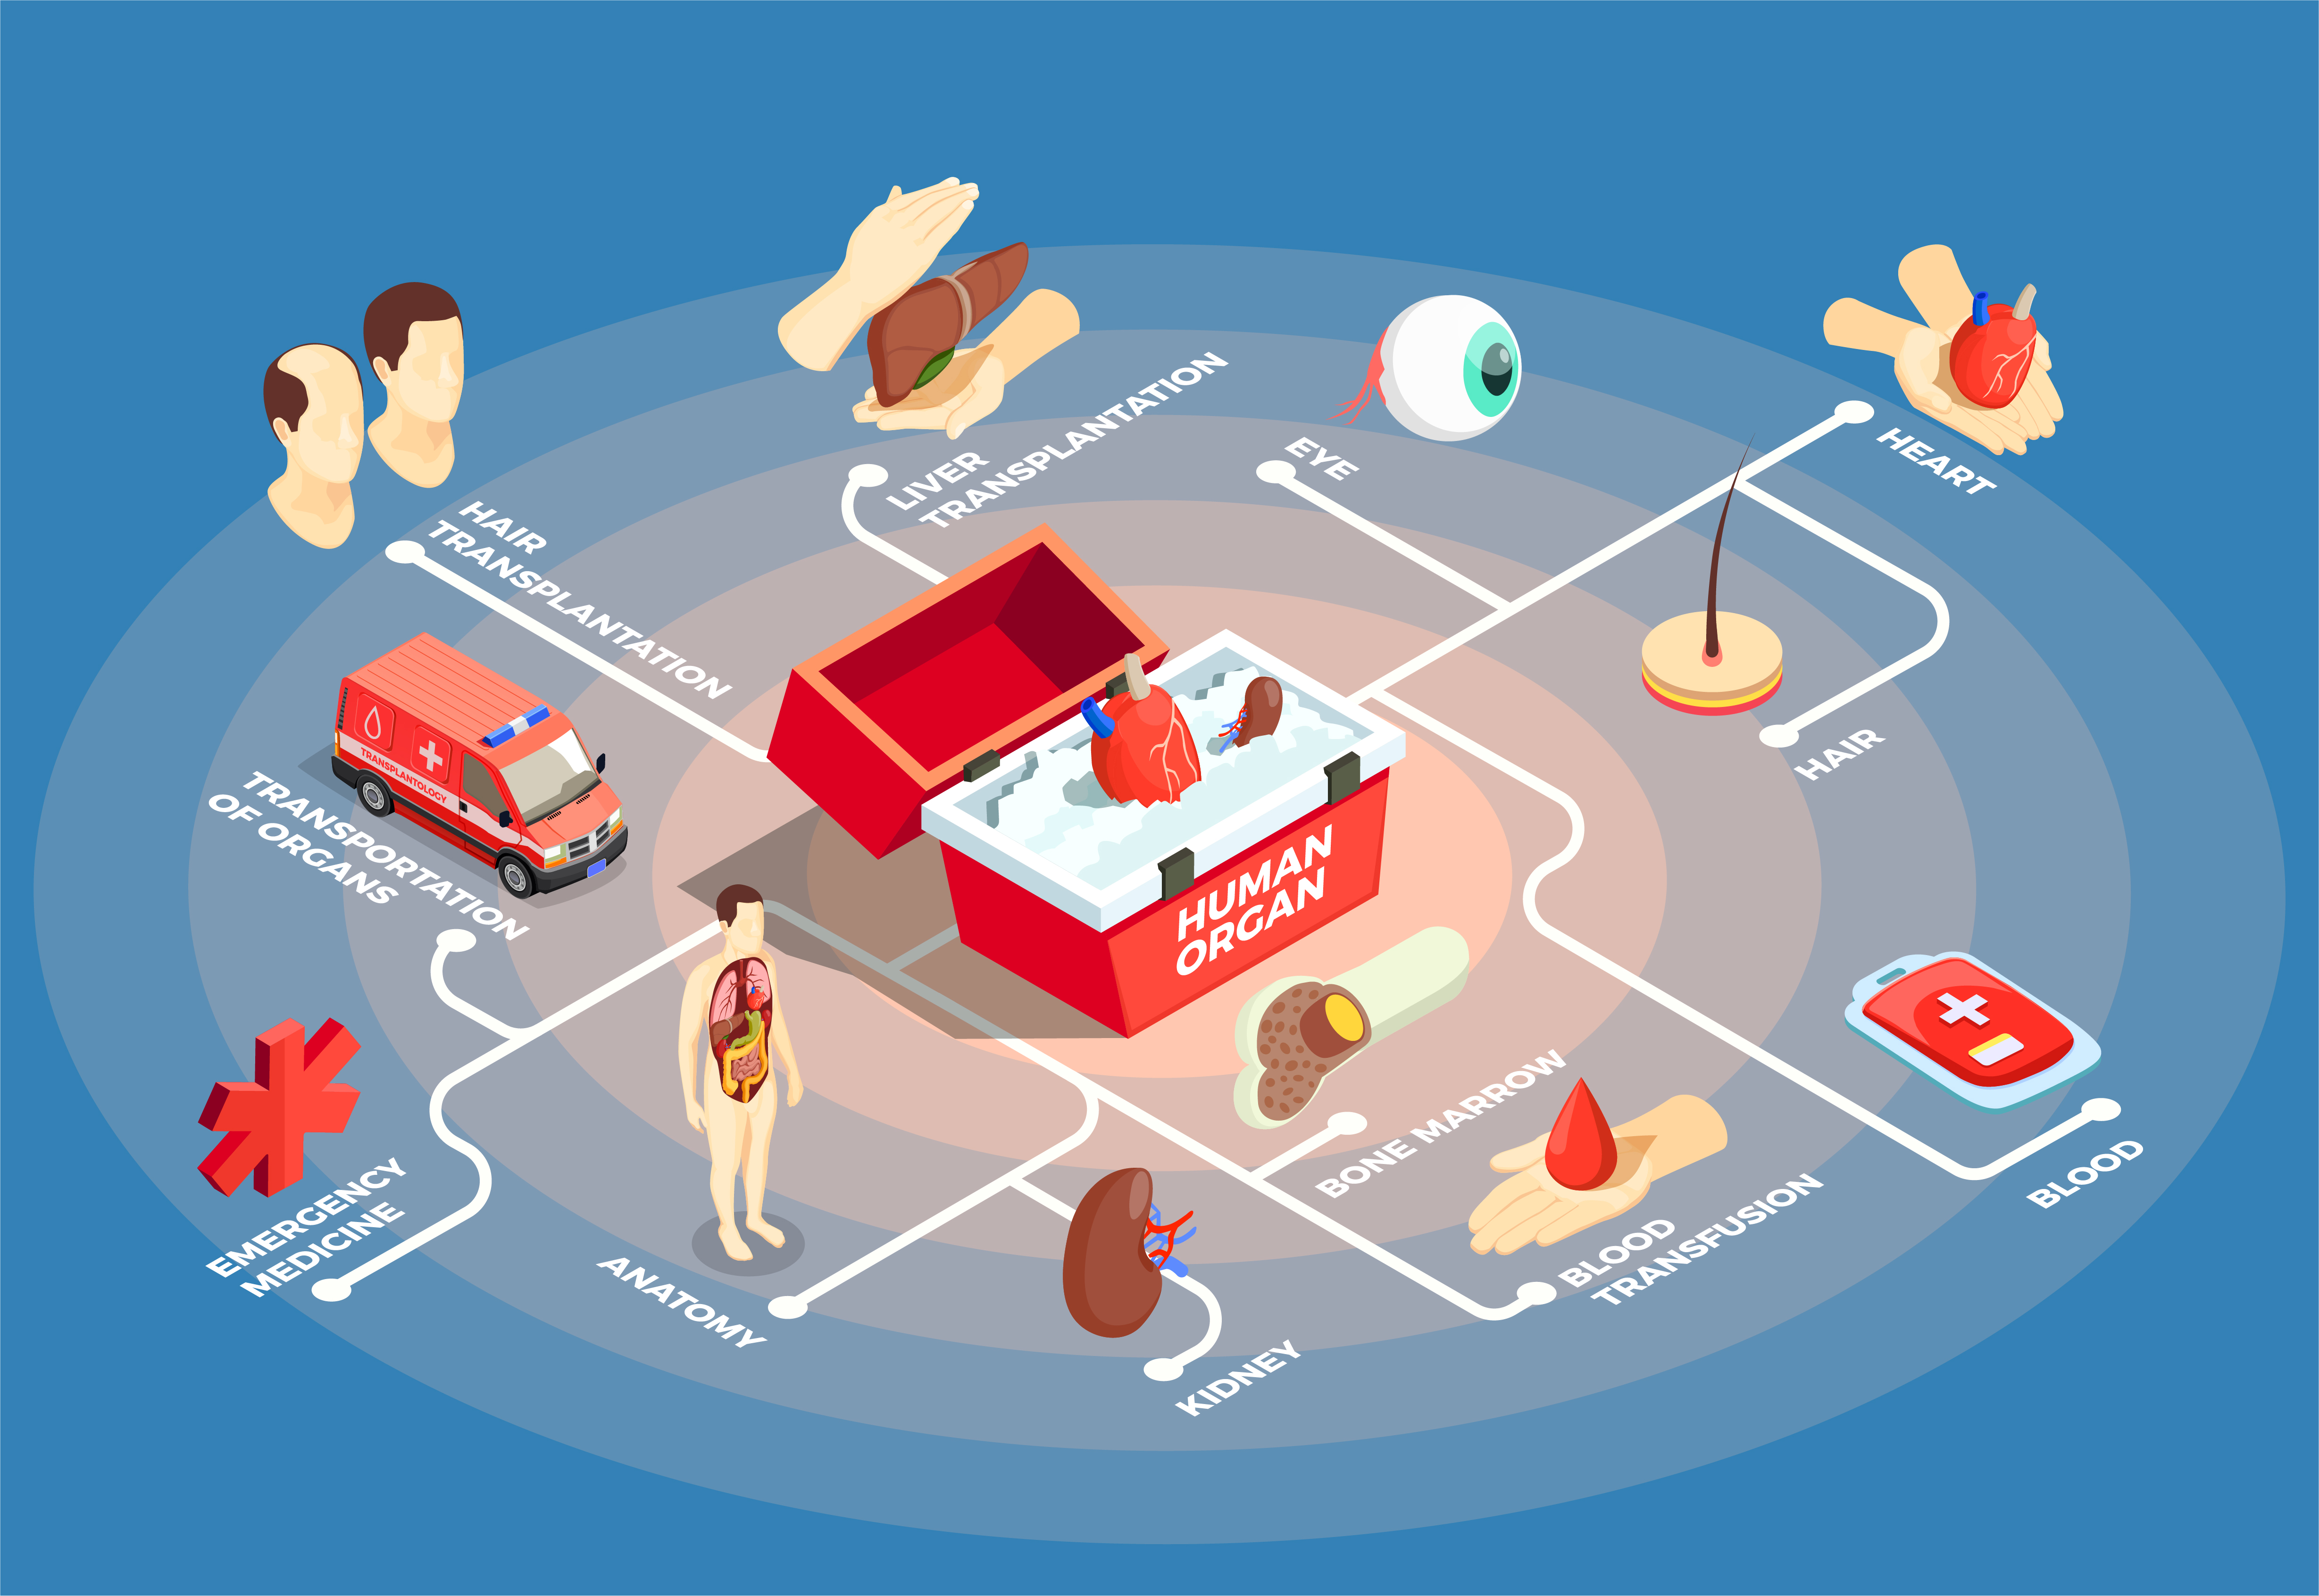 LIVER
TRANSPLANTATION
EYE
HEART
HAIR
TRANSPLANTATION
HAIR
TRANSPLANTOLOGY
TRANSPORTATION
OF ORGANS
HUMAN
ORGAN
BONE MARROW
BLOOD
EMERGENCY
MEDICINE
ANATOMY
BLOOD
TRANSFUSION
KIDNEY